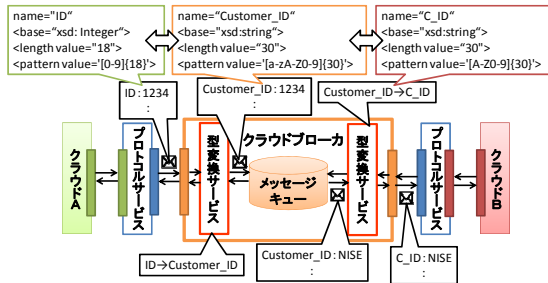 name="ID"
<base="xsd: Integer">
<length value="18">
<pattern value='[0-9]{18}'>
name=“Customer_ID”
<base="xsd:string“>
<length value="30“>
<pattern value='[a-zA-Z0-9]{30}'>
name=“C_ID”
<base="xsd:string“>
<length value=“30">
<pattern value='[A-Z0-9]{30}'>
ID:1234
:
Customer_ID:1234
:
Customer_ID→C_ID
クラウドA
プロトコルサービス
型変換サービス
クラウドブローカ
メッセージ
キュー
型変換サービス
プロトコルサービス
クラウドB
ID→Customer_ID
Customer_ID:NISE
:
C_ID:NISE
: